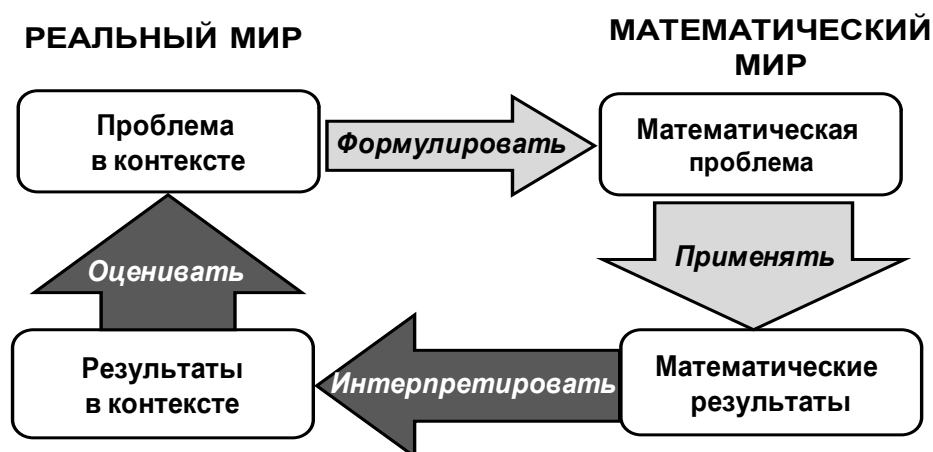 РЕАЛЬНЫЙ МИР
МАТЕМАТИЧЕСКИЙ
МИР
Проблема
в контексте
Формулировать
Математическая
проблема
Оценивать
Применять
Результаты
в контексте
Интерпретировать
Математические
результаты